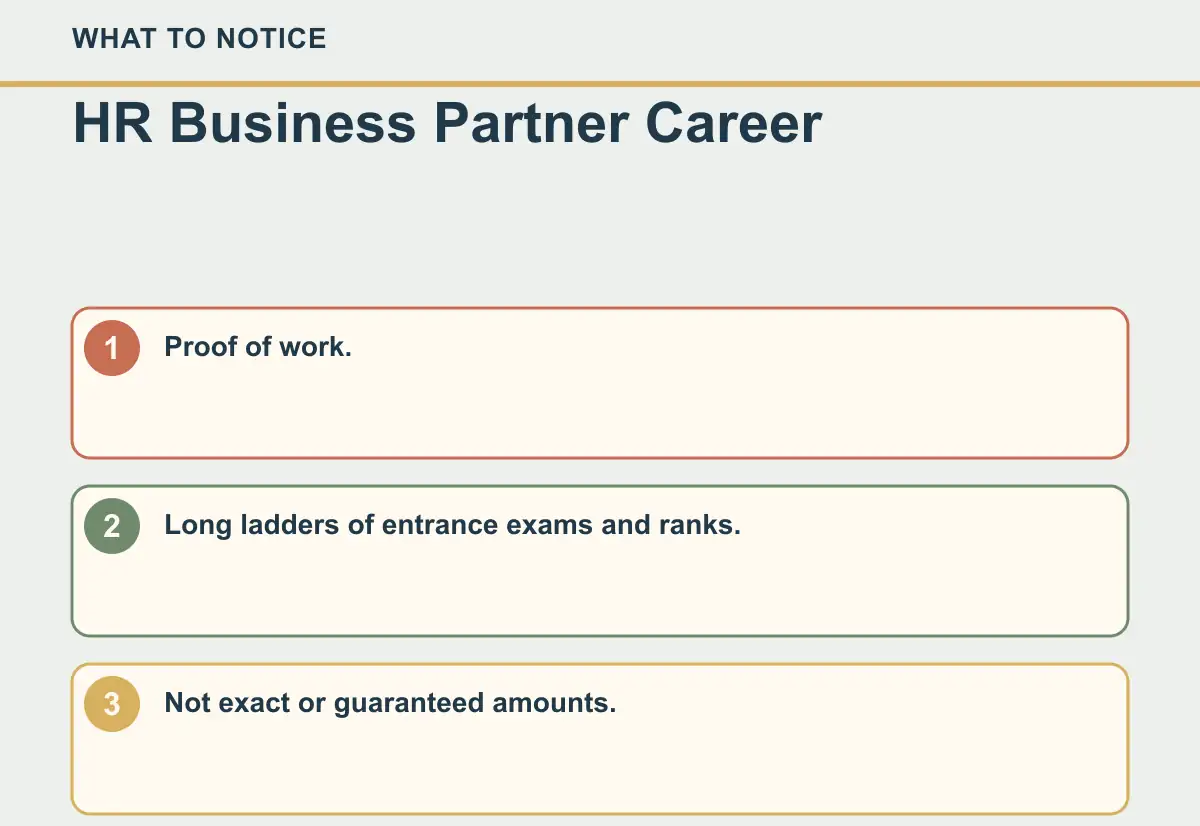 WHAT TO NOTICE
HR Business Partner Career
1 Proof of work.
2 Long ladders of entrance exams and ranks.
3 Not exact or guaranteed amounts.